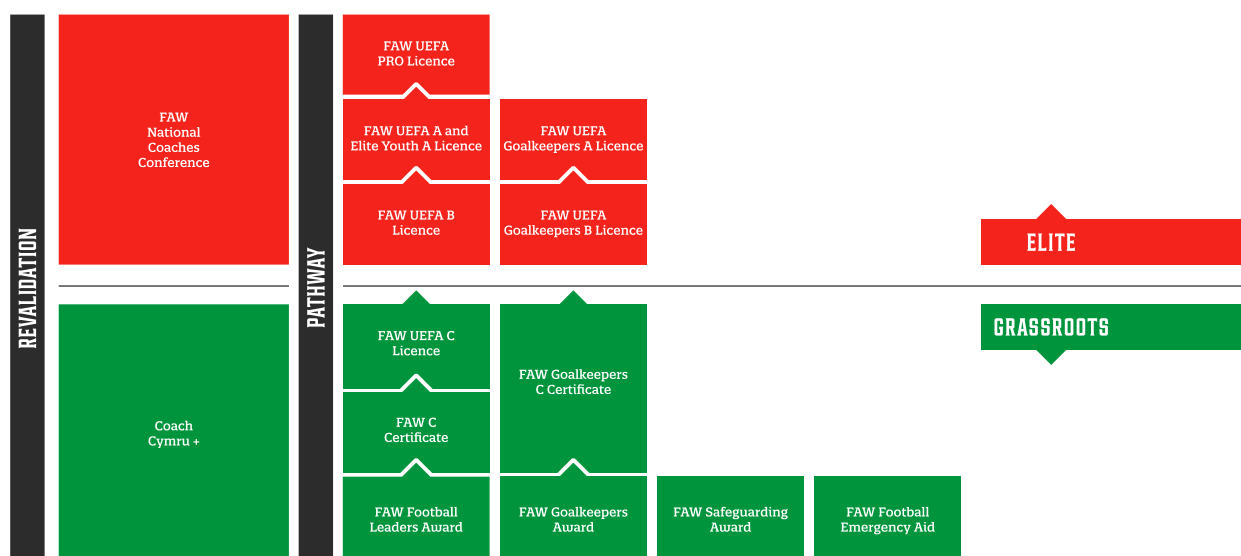 REVALIDATION
FAW
National
Coaches
Conference
Coach
Cymru +
PATHWAY
FAW UEFA
PRO Licence
FAW UEFA A and
Elite Youth A Licence
FAW UEFA
Goalkeepers A Licence
FAW UEFA B
Licence
FAW UEFA
Goalkeepers B Licence
ELITE
GRASSROOTS
FAW UEFA C
Licence
FAW Goalkeepers
C Certificate
FAW C
Certificate
FAW Football
Leaders Award
FAW Goalkeepers
Award
FAW Safeguarding
Award
FAW Football
Emergency Aid